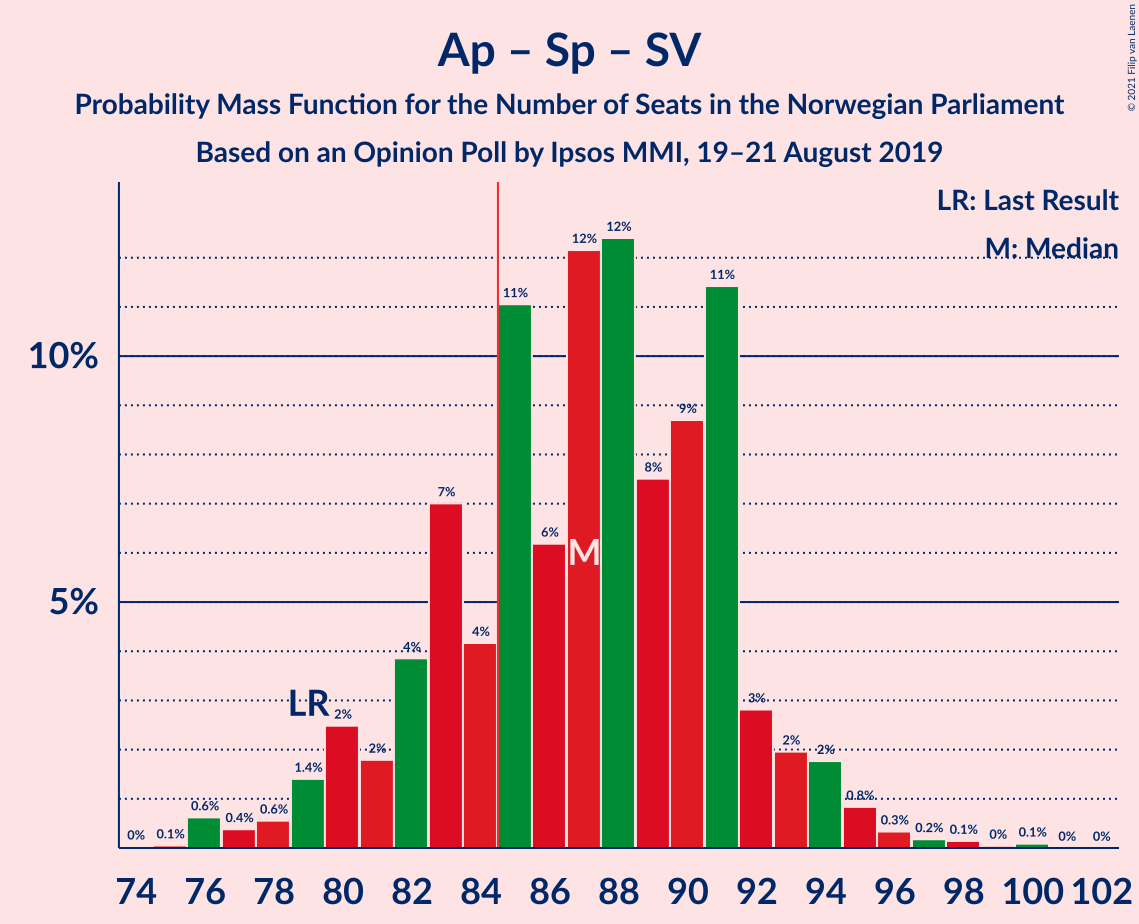 Ap – Sp – SV
Probability Mass Function for the Number of Seats in the Norwegian Parliament
Based on an Opinion Poll by Ipsos MMI, 19–21 August 2019
© 2021 Filip van Laenen
LR: Last Result
M: Median
10%
5%
0% 0.1% 0.6% 0.4% 0.6% 1.4% 2% 2% 4% 7% 4% 11% 6% 12% 12% 8% 9% 11% 3% 2% 2% 0.8% 0.3% 0.2% 0.1% 0% 0.1% 0% 0%
LR
M
74 76 78 80 82 84 86 88 90 92 94 96 98 100 102